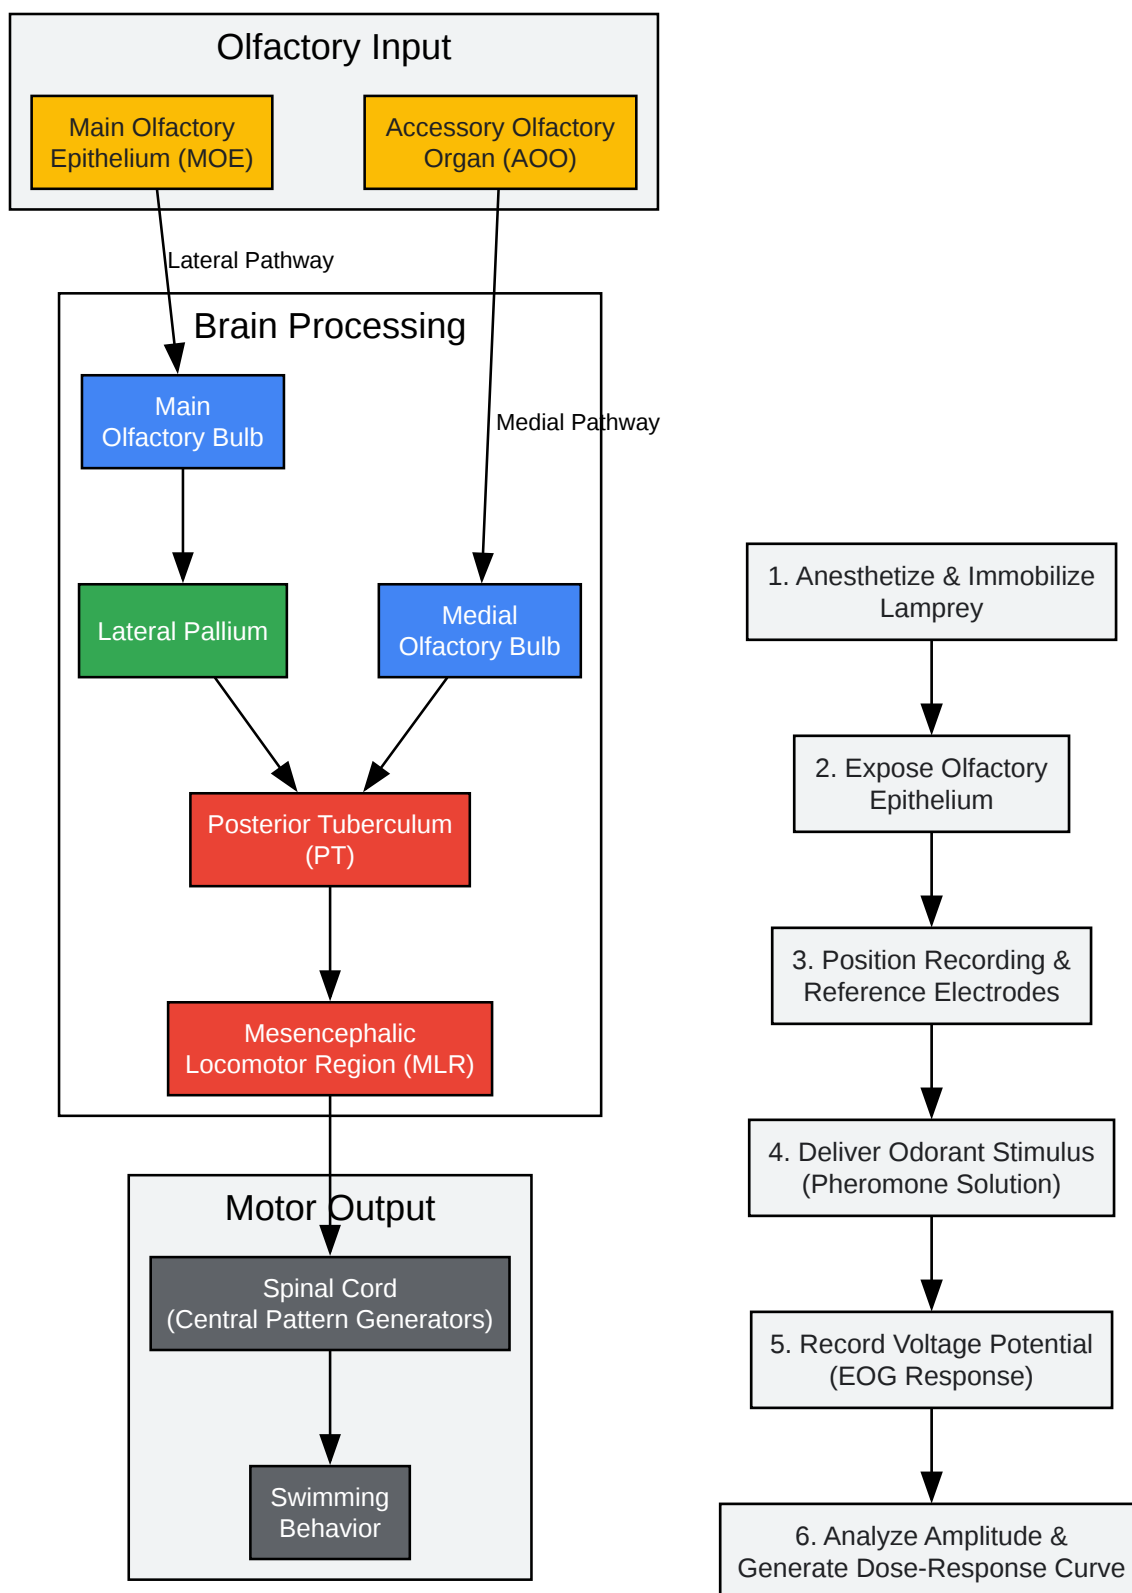 Olfactory Input
Main Olfactory
Epithelium (MOE)
Accessory Olfactory
Organ (AOO)
Lateral Pathway
Brain Processing
Main
Olfactory Bulb
Medial Pathway
Lateral Pallium
Medial
Olfactory Bulb
Posterior Tuberculum
(PT)
Mesencephalic
Locomotor Region (MLR)
Motor Output
Spinal Cord
(Central Pattern Generators)
Swimming
Behavior
1. Anesthetize & Immobilize
Lamprey
2. Expose Olfactory
Epithelium
3. Position Recording &
Reference Electrodes
4. Deliver Odorant Stimulus
(Pheromone Solution)
5. Record Voltage Potential
(EOG Response)
6. Analyze Amplitude &
Generate Dose-Response Curve